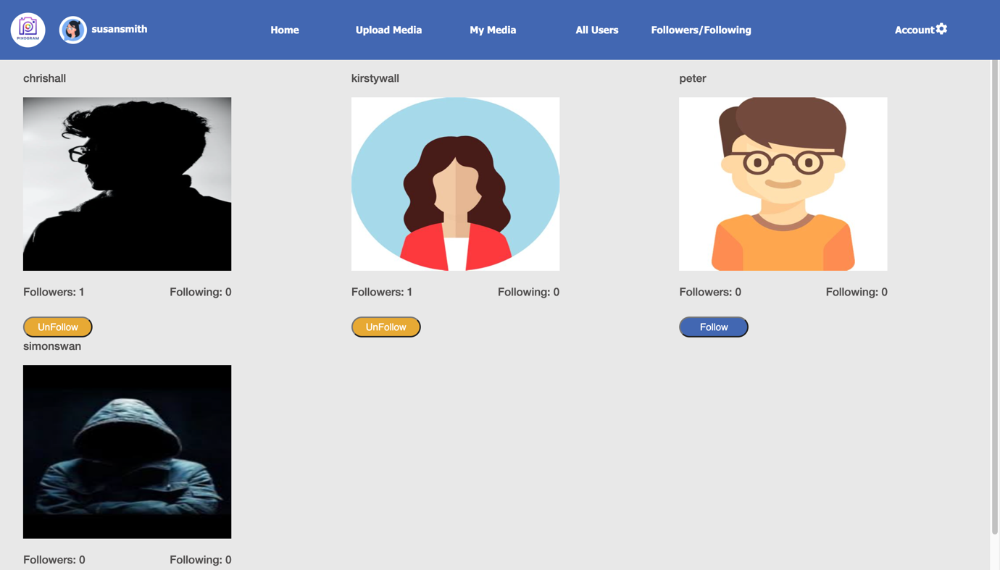 PIXOGRAM
susansmith
Home
Upload Media
My Media
All Users
Followers/Following
Account
chrishall
kirstywall
peter
Followers: 1
Following: 0
Followers: 1
Following: 0
Followers: 0
Following: 0
UnFollow
UnFollow
Follow
simonswan
Followers: 0
Following: 0